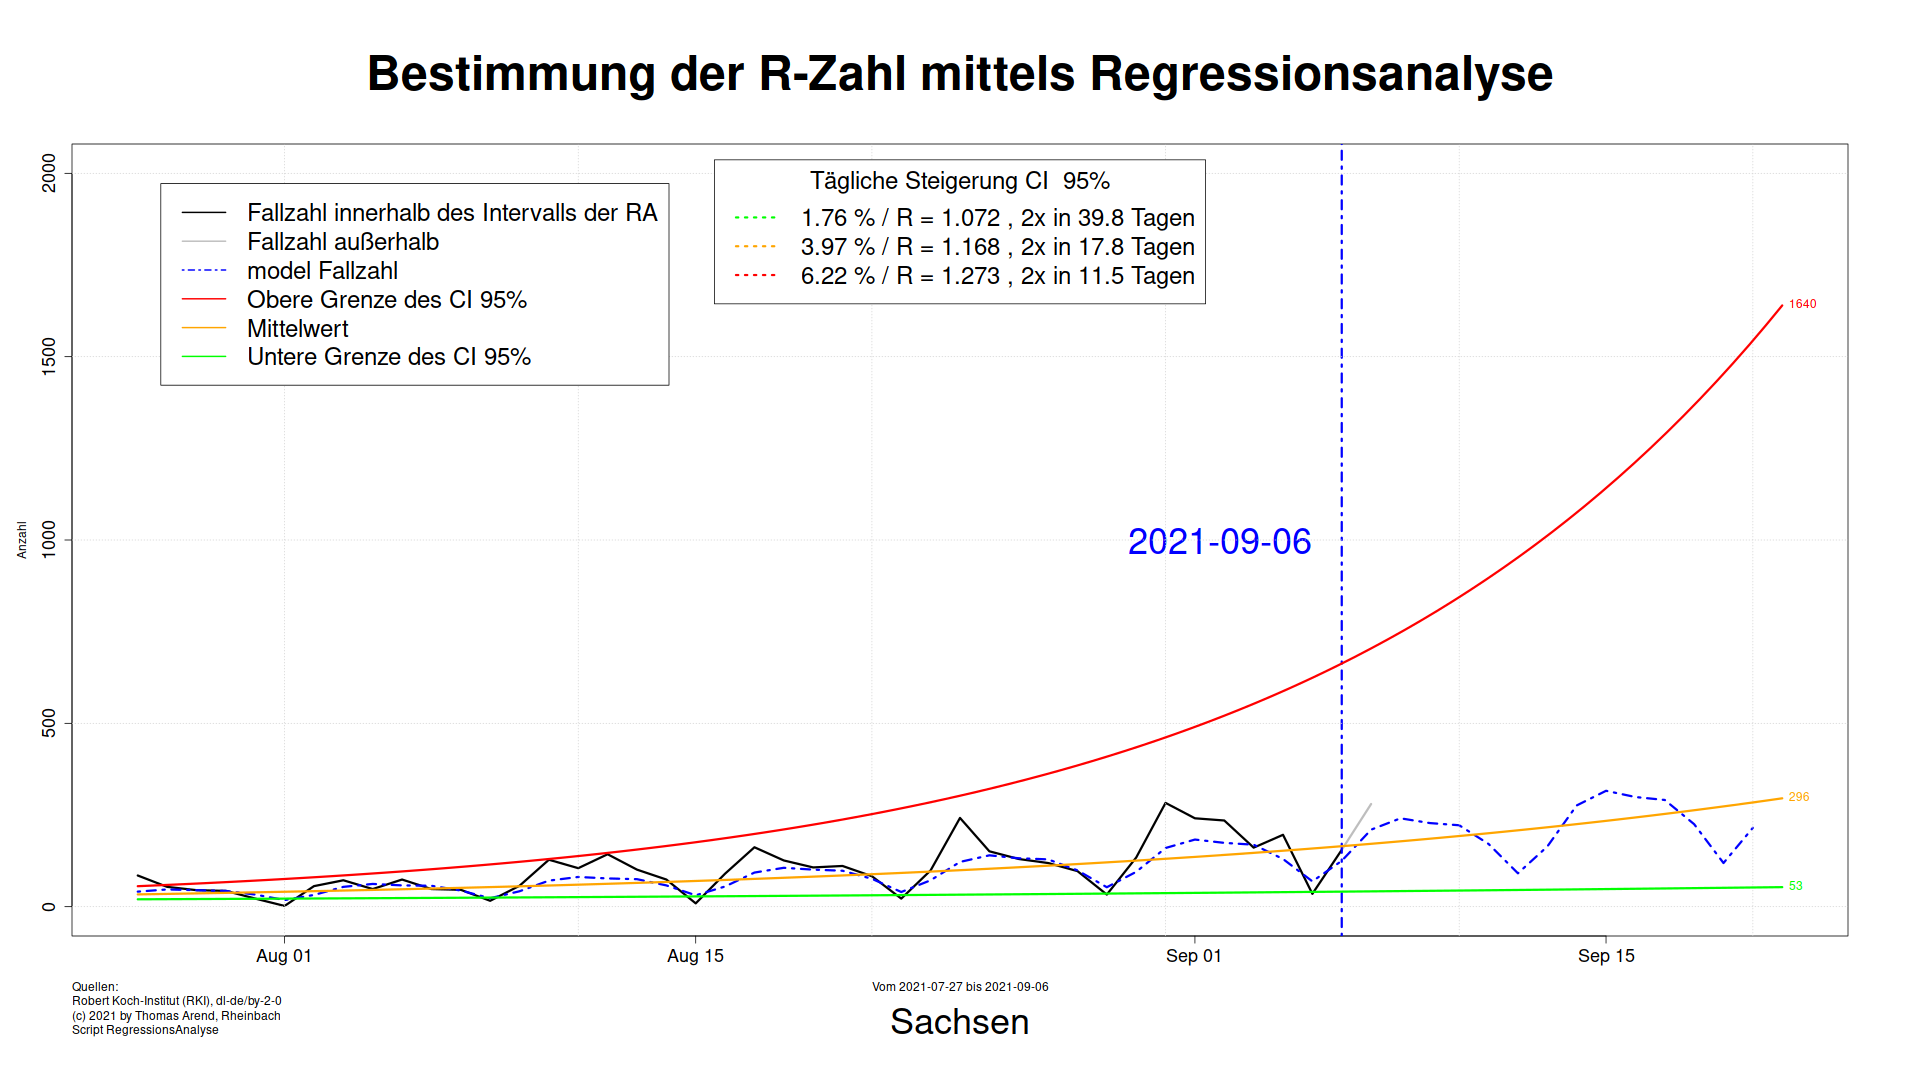 Bestimmung der R-Zahl mittels Regressionsanalyse
2000
1500
1000
500
0
Anzahl
Fallzahl innerhalb des Intervalls der RA
Fallzahl außerhalb
model Fallzahl
Obere Grenze des CI 95%
Mittelwert
Untere Grenze des CI 95%
Tägliche Steigerung CI 95%
1.76 % / R = 1.072 , 2x in 39.8 Tagen
3.97 % / R = 1.168 , 2x in 17.8 Tagen
6.22 % / R = 1.273 , 2x in 11.5 Tagen
2021-09-06
1640
296
53
Aug 01
Aug 15
Sep 01
Sep 15
Quellen:
Robert Koch-Institut (RKI), dl-de/by-2-0
(c) 2021 by Thomas Arend, Rheinbach
Script RegressionsAnalyse
Vom 2021-07-27 bis 2021-09-06
Sachsen